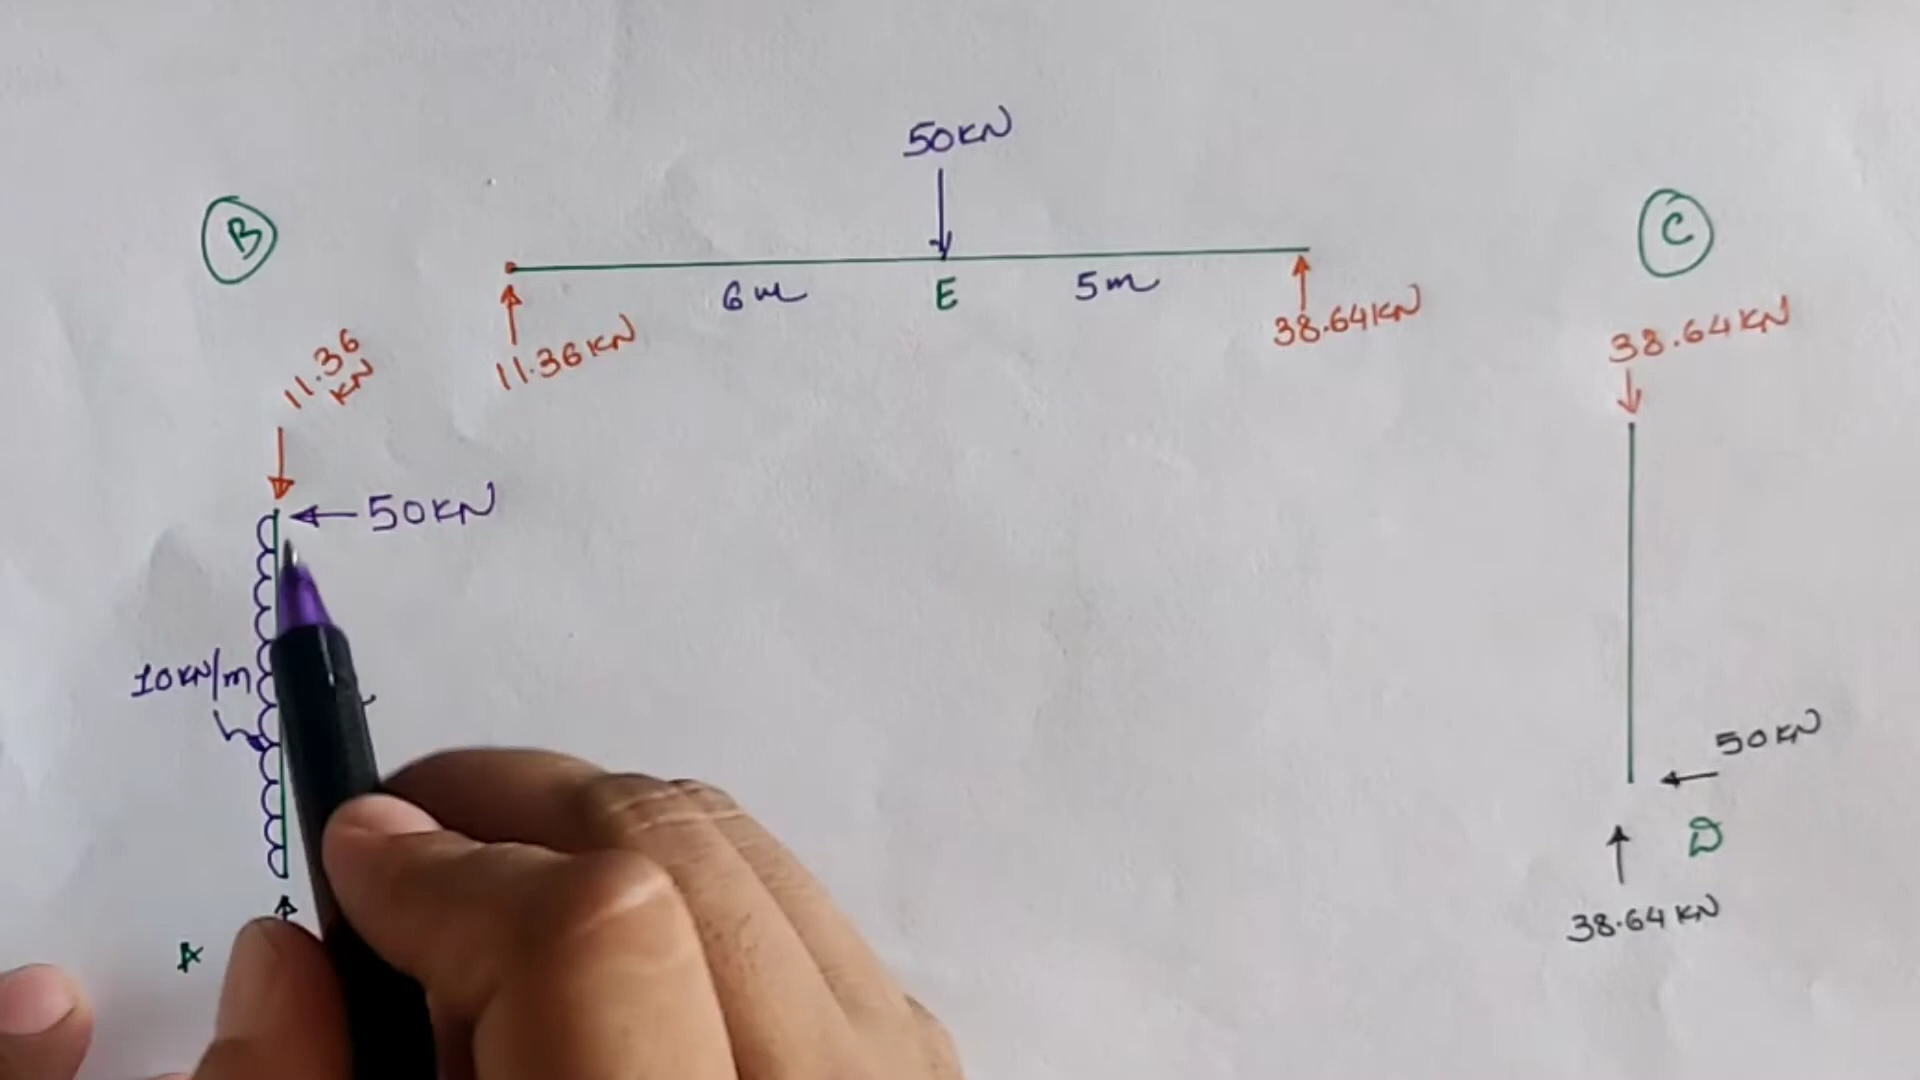 50KN
B
C
6m
E
5m
11.36KN
38.64KN
38.64KN
11.36
KN
50KN
10KN/m
50KN
D
38.64KN
A